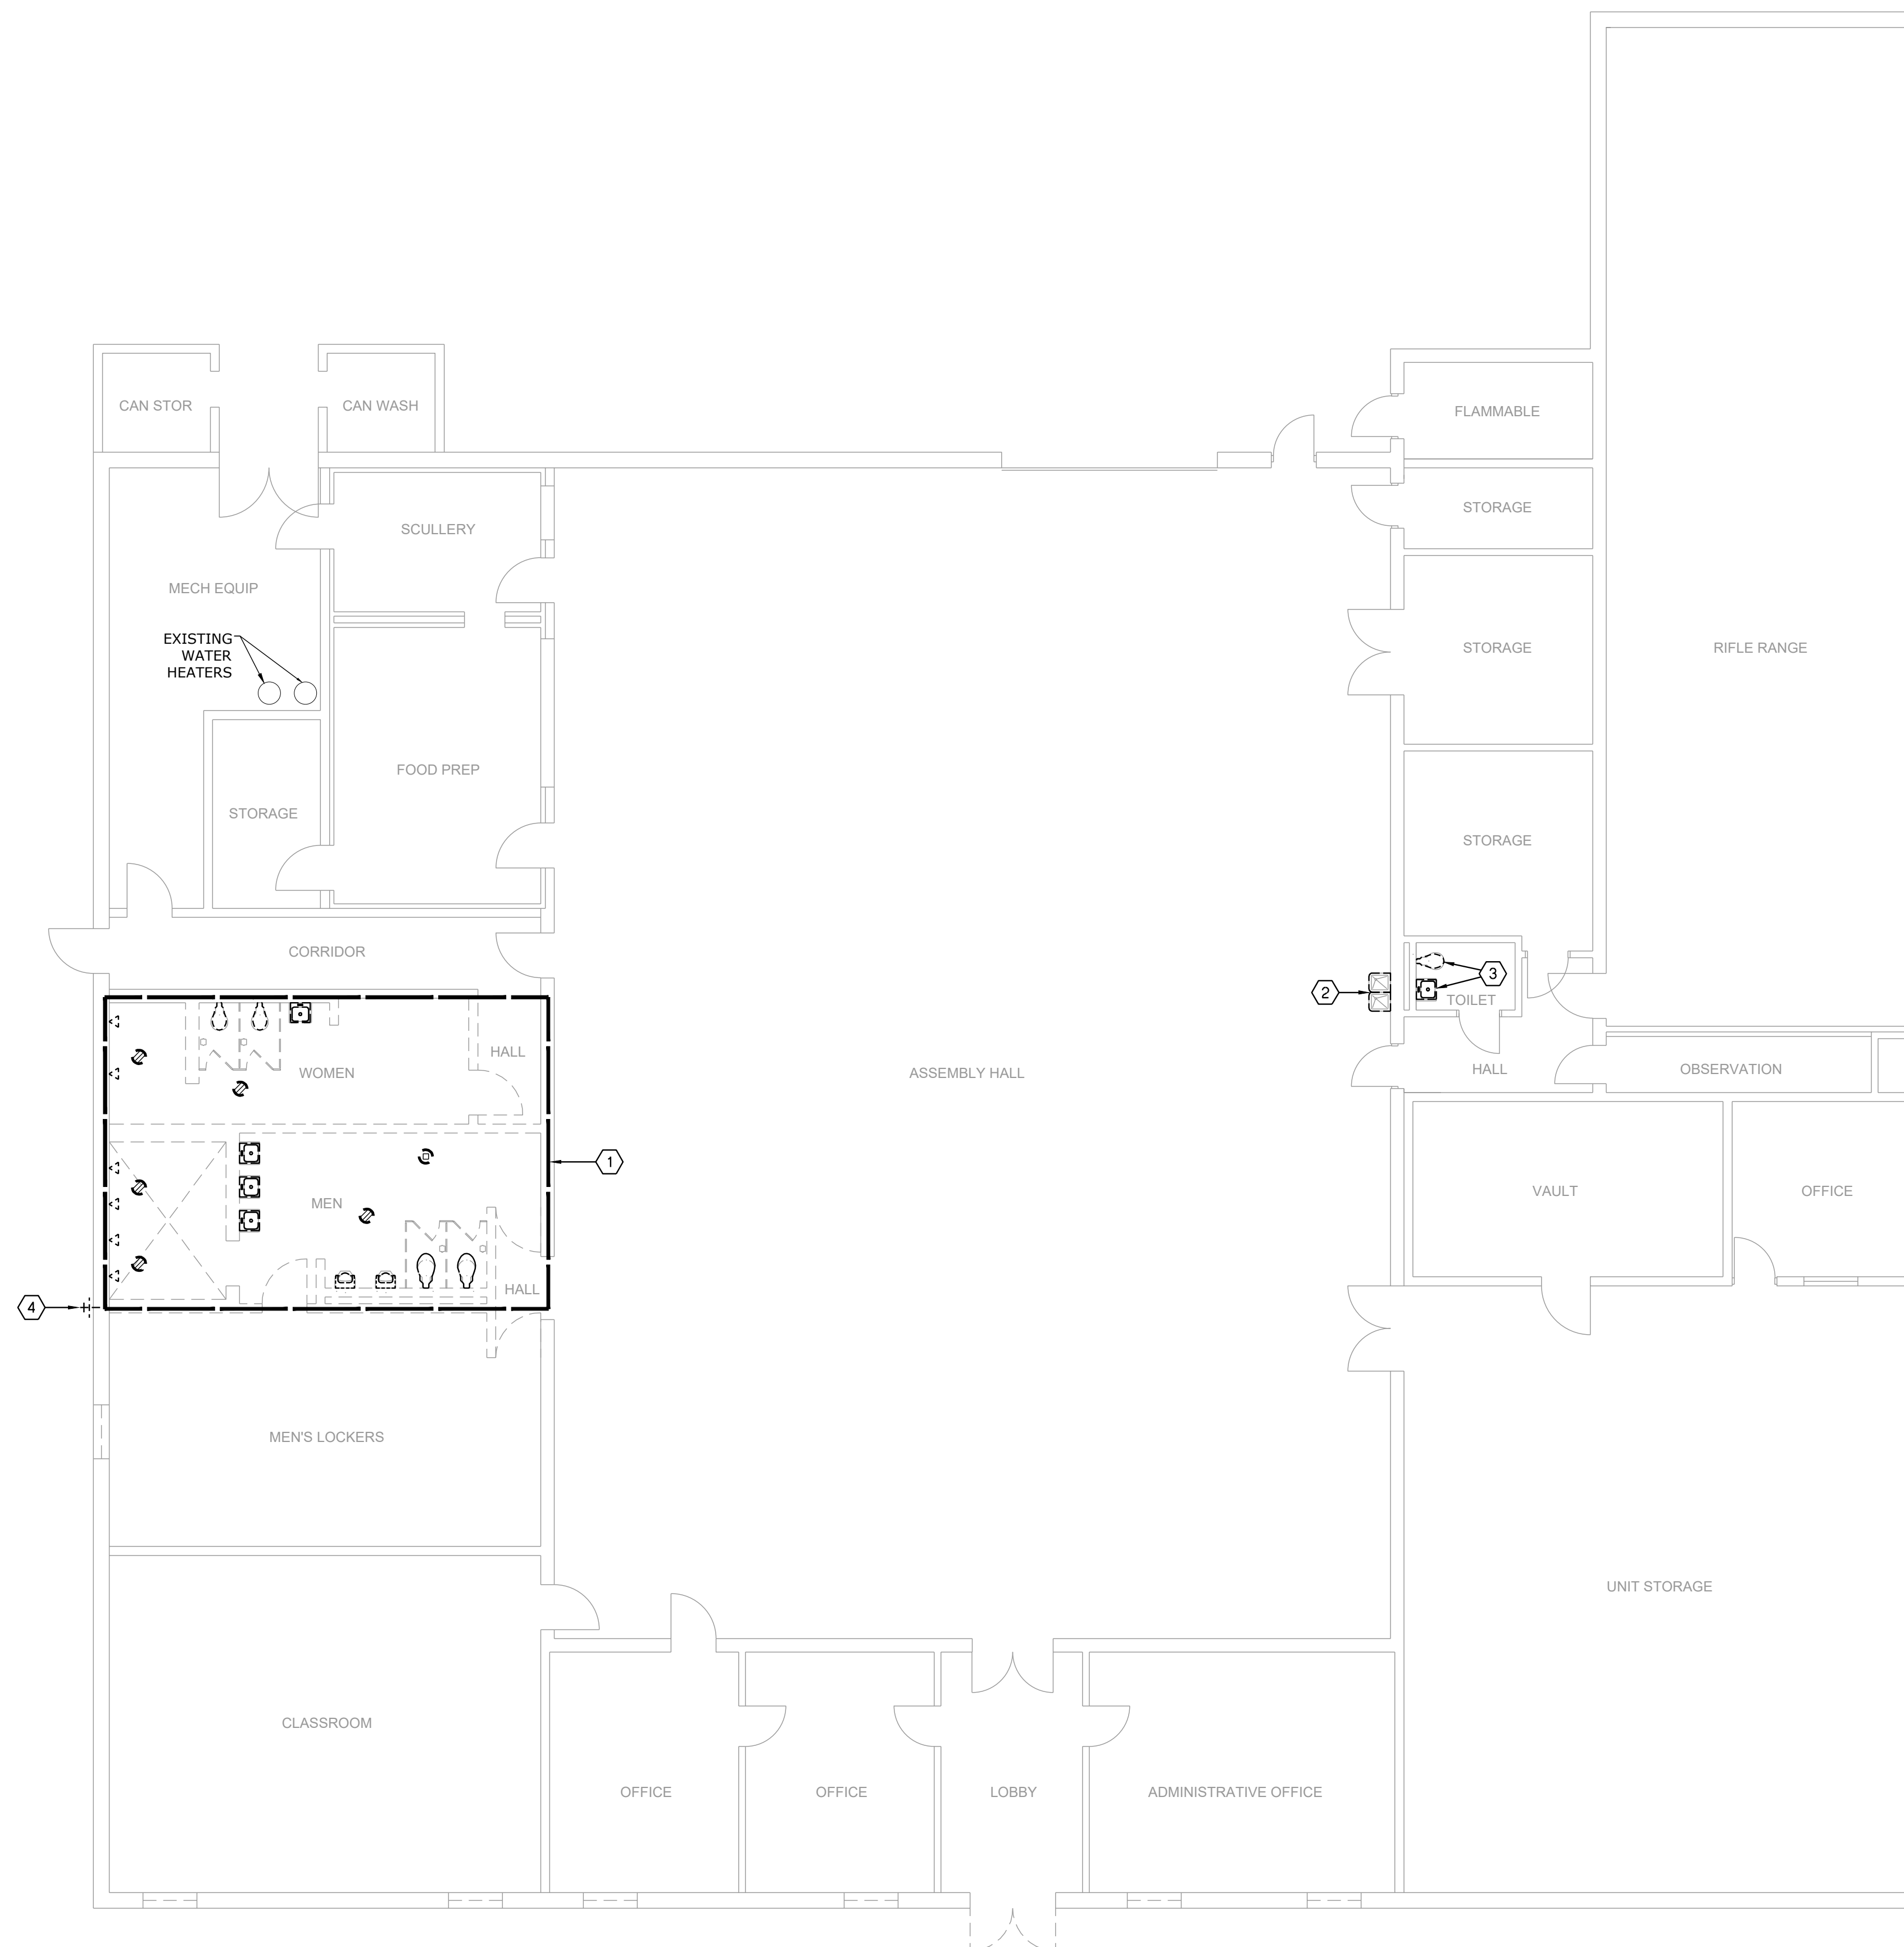 CAN STOR
CAN WASH
FLAMMABLE
STORAGE
SCULLERY
MECH EQUIP
EXISTING
WATER
HEATERS
STORAGE
RIFLE RANGE
FOOD PREP
STORAGE
STORAGE
CORRIDOR
2
3
TOILET
HALL
WOMEN
ASSEMBLY HALL
HALL
OBSERVATION
1
MEN
VAULT
OFFICE
HALL
4
MEN'S LOCKERS
UNIT STORAGE
CLASSROOM
OFFICE
OFFICE
LOBBY
ADMINISTRATIVE OFFICE